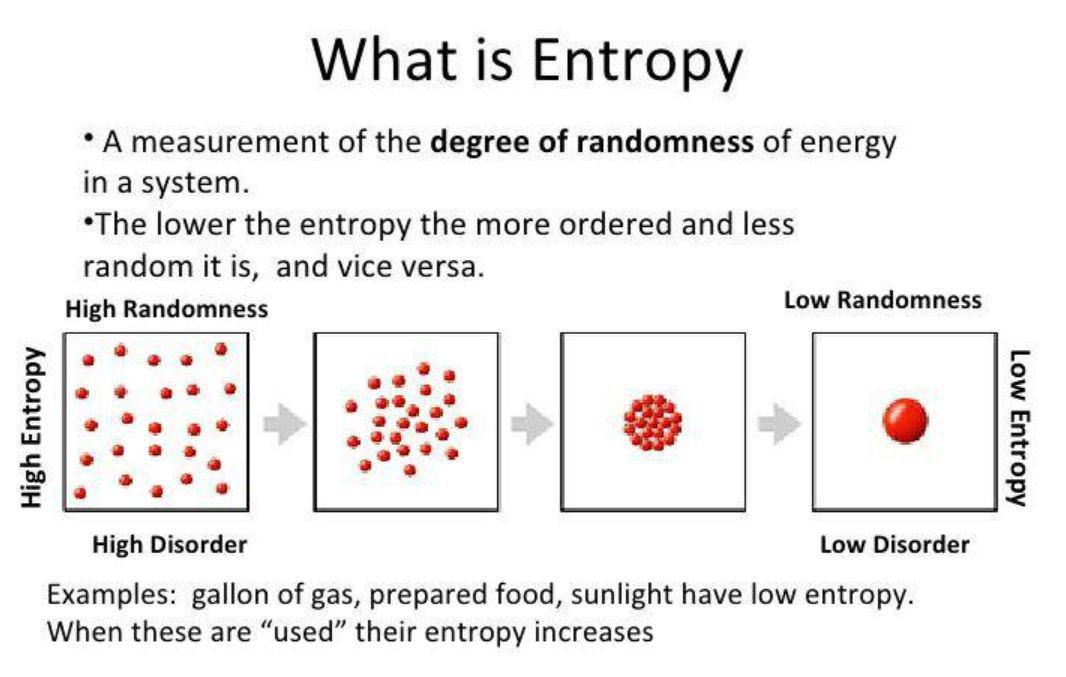 What is Entropy
• A measurement of the degree of randomness of energy
in a system.
•The lower the entropy the more ordered and less
random it is,  and vice versa.
High Randomness
Low Randomness
High Entropy
Low Entropy
High Disorder
Low Disorder
Examples:  gallon of gas, prepared food, sunlight have low entropy.
When these are “used” their entropy increases